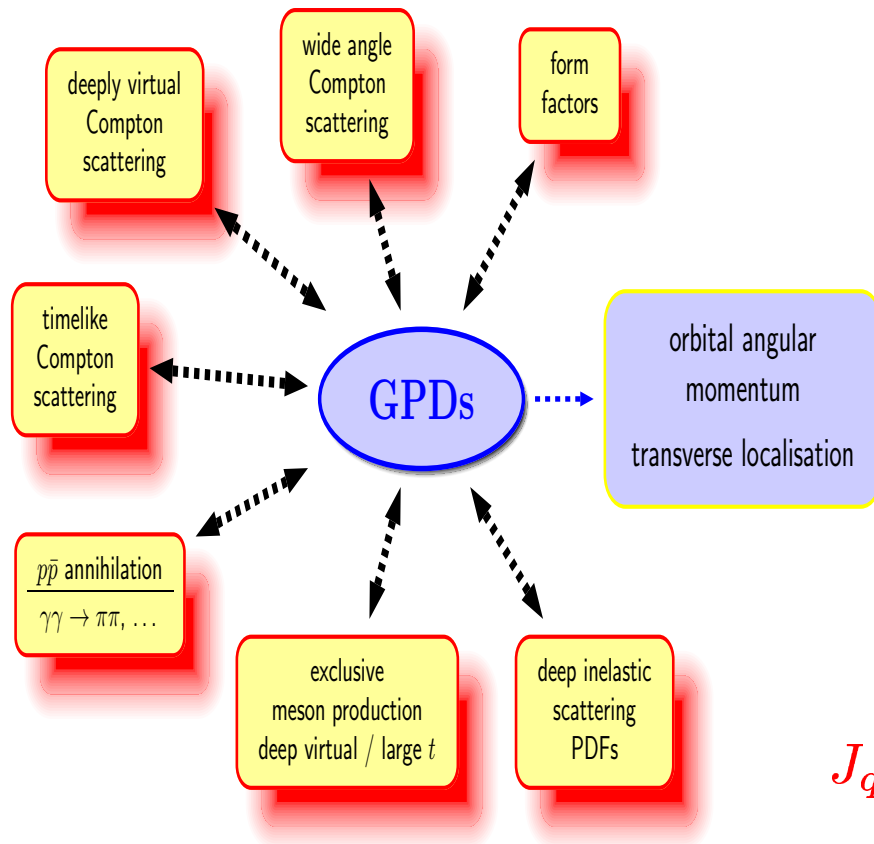 deeply virtual
Compton
scattering
wide angle
Compton
scattering
form
factors
timelike
Compton
scattering
GPDs
orbital angular
momentum
transverse localisation
pp̄ annihilation
γγ → ππ, …
exclusive
meson production
deep virtual / large t
deep inelastic
scattering
PDFs
J_q